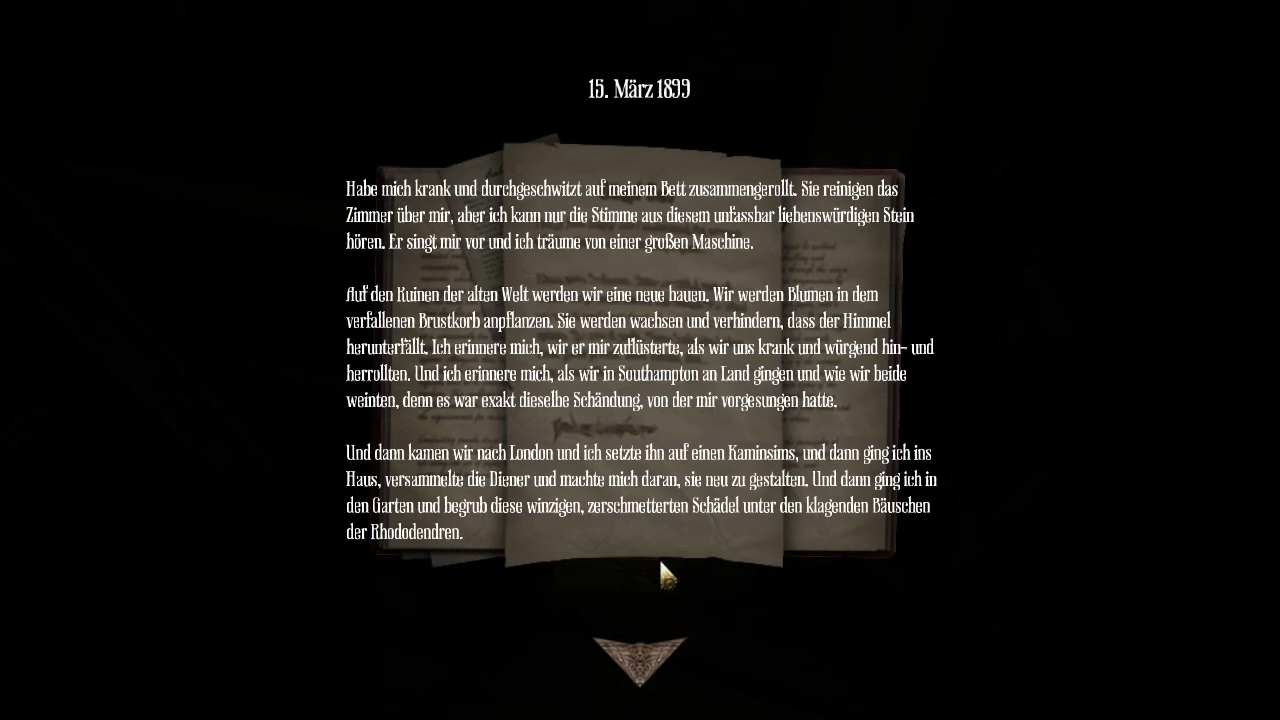 15. März 1899
Habe mich krank und durchgeschwitzt auf meinem Bett zusammengerollt. Sie reinigen das
Zimmer über mir, aber ich kann nur die Stimme aus diesem unfassbar liebenswürdigen Stein
hören. Er singt mir vor und ich träume von einer großen Maschine.
Auf den Ruinen der alten Welt werden wir eine neue bauen. Wir werden Blumen in dem
verfallenen Brustkorb anpflanzen. Sie werden wachsen und verhindern, dass der Himmel
herunterfällt. Ich erinnere mich, wir er mir zuflüsterte, als wir uns krank und würgend hin- und
herrollten. Und ich erinnere mich, als wir in Southampton an Land gingen und wie wir beide
weinten, denn es war exakt dieselbe Schändung, von der mir vorgesungen hatte.
Und dann kamen wir nach London und ich setzte ihn auf einen Kaminsims, und dann ging ich ins
Haus, versammelte die Diener und machte mich daran, sie neu zu gestalten. Und dann ging ich in
den Garten und begrub diese winzigen, zerschmetterten Schädel unter den klagenden Bäuschen
der Rhododendren.